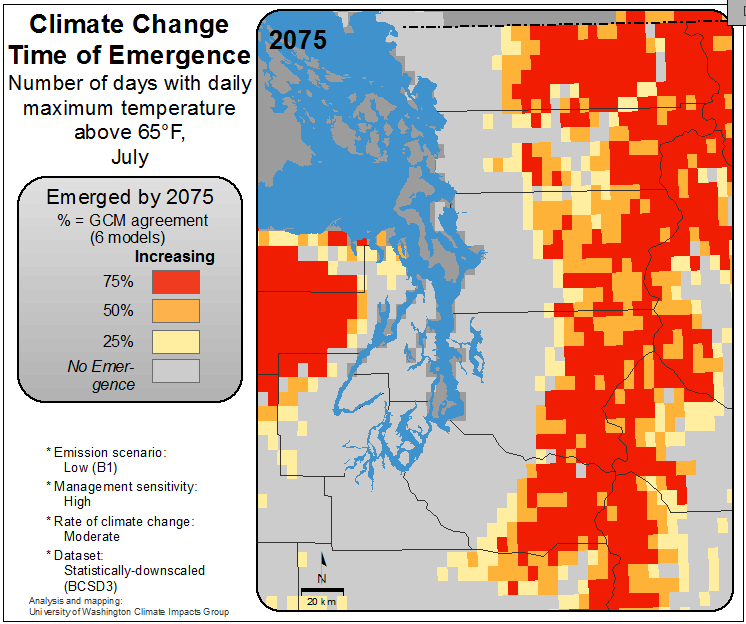 Climate Change
Time of Emergence
Number of days with daily
maximum temperature
above 65°F,
July
Emerged by 2075
% = GCM agreement
(6 models)
Increasing
75%
50%
25%
No Emer-
gence
* Emission scenario:
Low (B1)
* Management sensitivity:
High
* Rate of climate change:
Moderate
* Dataset:
Statistically-downscaled
(BCSD3)
Analysis and mapping:
University of Washington Climate Impacts Group
2075
N
20 km